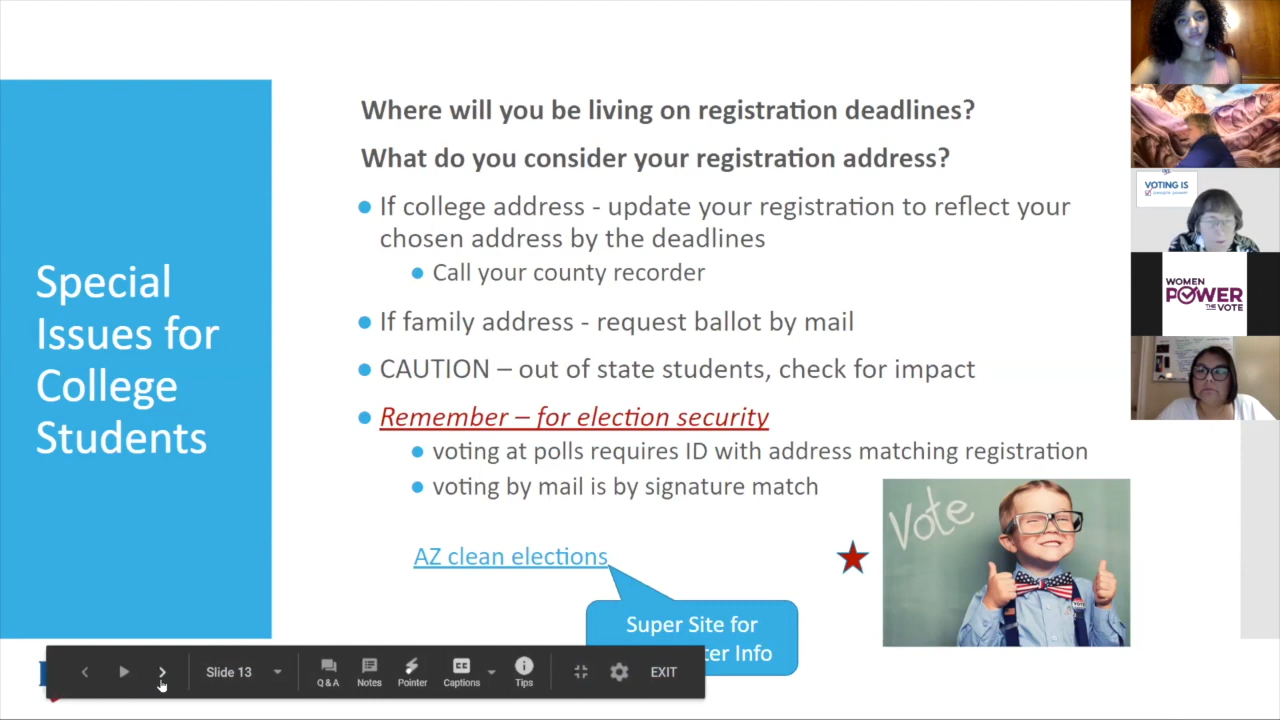 Special
Issues for
College
Students
Where will you be living on registration deadlines?
What do you consider your registration address?
If college address - update your registration to reflect your
chosen address by the deadlines
Call your county recorder
If family address - request ballot by mail
CAUTION – out of state students, check for impact
Remember – for election security
voting at polls requires ID with address matching registration
voting by mail is by signature match
AZ clean elections
Super Site for
Info
Vote
VOTING IS
people power
WOMEN
POWER
THE VOTE
Slide 13
Q & A
Notes
Pointer
CC
Captions
Tips
EXIT